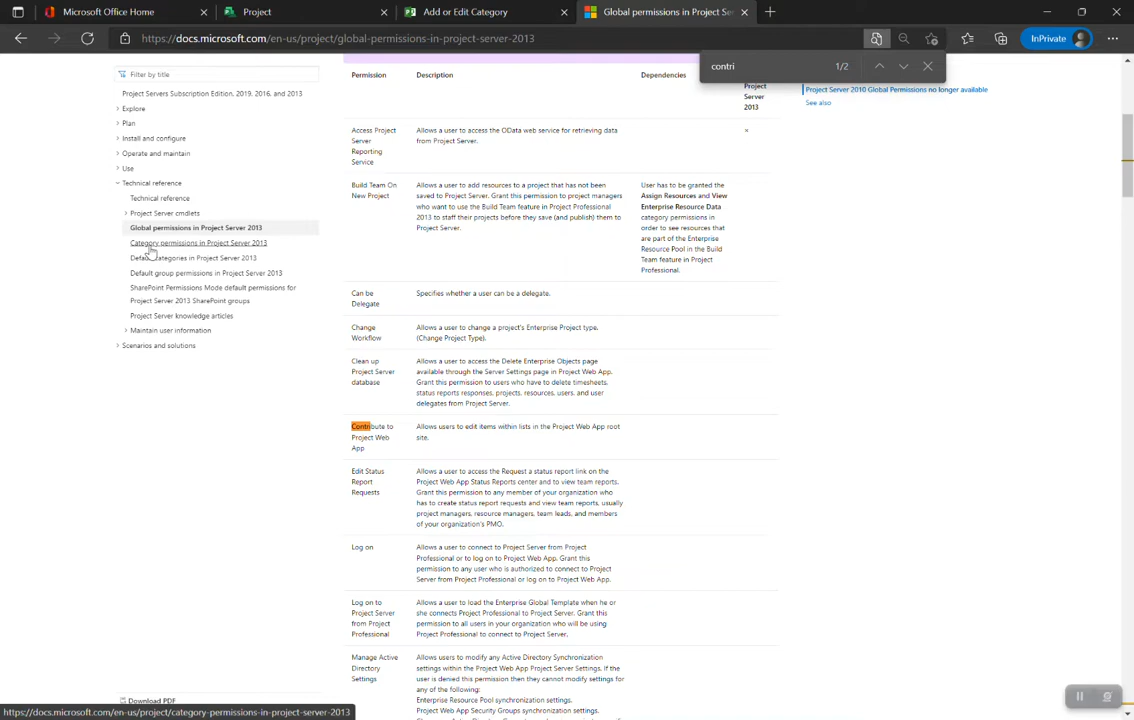 Microsoft Office Home
Project
Add or Edit Category
Global permissions in Project Ser
https://docs.microsoft.com/en-us/project/global-permissions-in-project-server-2013
InPrivate
contri
1/2
Filter by title
Project Servers Subscription Edition, 2019, 2016, and 2013
Explore
Plan
Install and configure
Operate and maintain
Use
Technical reference
Technical reference
Project Server cmdlets
Global permissions in Project Server 2013
Category permissions in Project Server 2013
Default categories in Project Server 2013
Default group permissions in Project Server 2013
SharePoint Permissions Mode default permissions for
Project Server 2013 SharePoint groups
Project Server knowledge articles
Maintain user information
Scenarios and solutions
Download PDF
Permission
Description
Dependencies
Project
Server
2013
Access Project
Server
Reporting
Service
Allows a user to access the OData web service for retrieving data
from Project Server.
×
Build Team On
New Project
Allows a user to add resources to a project that has not been
saved to Project Server. Grant this permission to project managers
who want to use the Build Team feature in Project Professional
2013 to staff their projects before they save (and publish) them to
Project Server.
User has to be granted the
Assign Resources and View
Enterprise Resource Data
category permissions in
order to see resources that
are part of the Enterprise
Resource Pool in the Build
Team feature in Project
Professional.
Can be
Delegate
Specifies whether a user can be a delegate.
Change
Workflow
Allows a user to change a project's Enterprise Project type.
(Change Project Type).
Clean up
Project Server
database
Allows a user to access the Delete Enterprise Objects page
available through the Server Settings page in Project Web App.
Grant this permission to users who have to delete timesheets,
status reports responses, projects, resources, users, and user
delegates from Project Server.
Contribute to
Project Web
App
Allows users to edit items within lists in the Project Web App root
site.
Edit Status
Report
Requests
Allows a user to access the Request a status report link on the
Project Web App Status Reports center and to view team reports.
Grant this permission to any member of your organization who
has to create status report requests and view team reports, usually
project managers, resource managers, team leads, and members
of your organization's PMO.
Log on
Allows a user to connect to Project Server from Project
Professional or to log on to Project Web App. Grant this
permission to any user who is authorized to connect to Project
Server from Project Professional or log on to Project Web App.
Log on to
Project Server
from Project
Professional
Allows a user to load the Enterprise Global Template when he or
she connects Project Professional to Project Server. Grant this
permission to all users in your organization who will be using
Project Professional to connect to Project Server.
Manage Active
Directory
Settings
Allows users to modify any Active Directory Synchronization
settings within the Project Web App Project Server Settings. If the
user is denied this permission then they cannot modify settings for
any of the following:
Enterprise Resource Pool synchronization settings.
Project Web App Security Groups synchronization settings.
Project Server 2010 Global Permissions no longer available
See also
https://docs.microsoft.com/en-us/project/category-permissions-in-project-server-2013